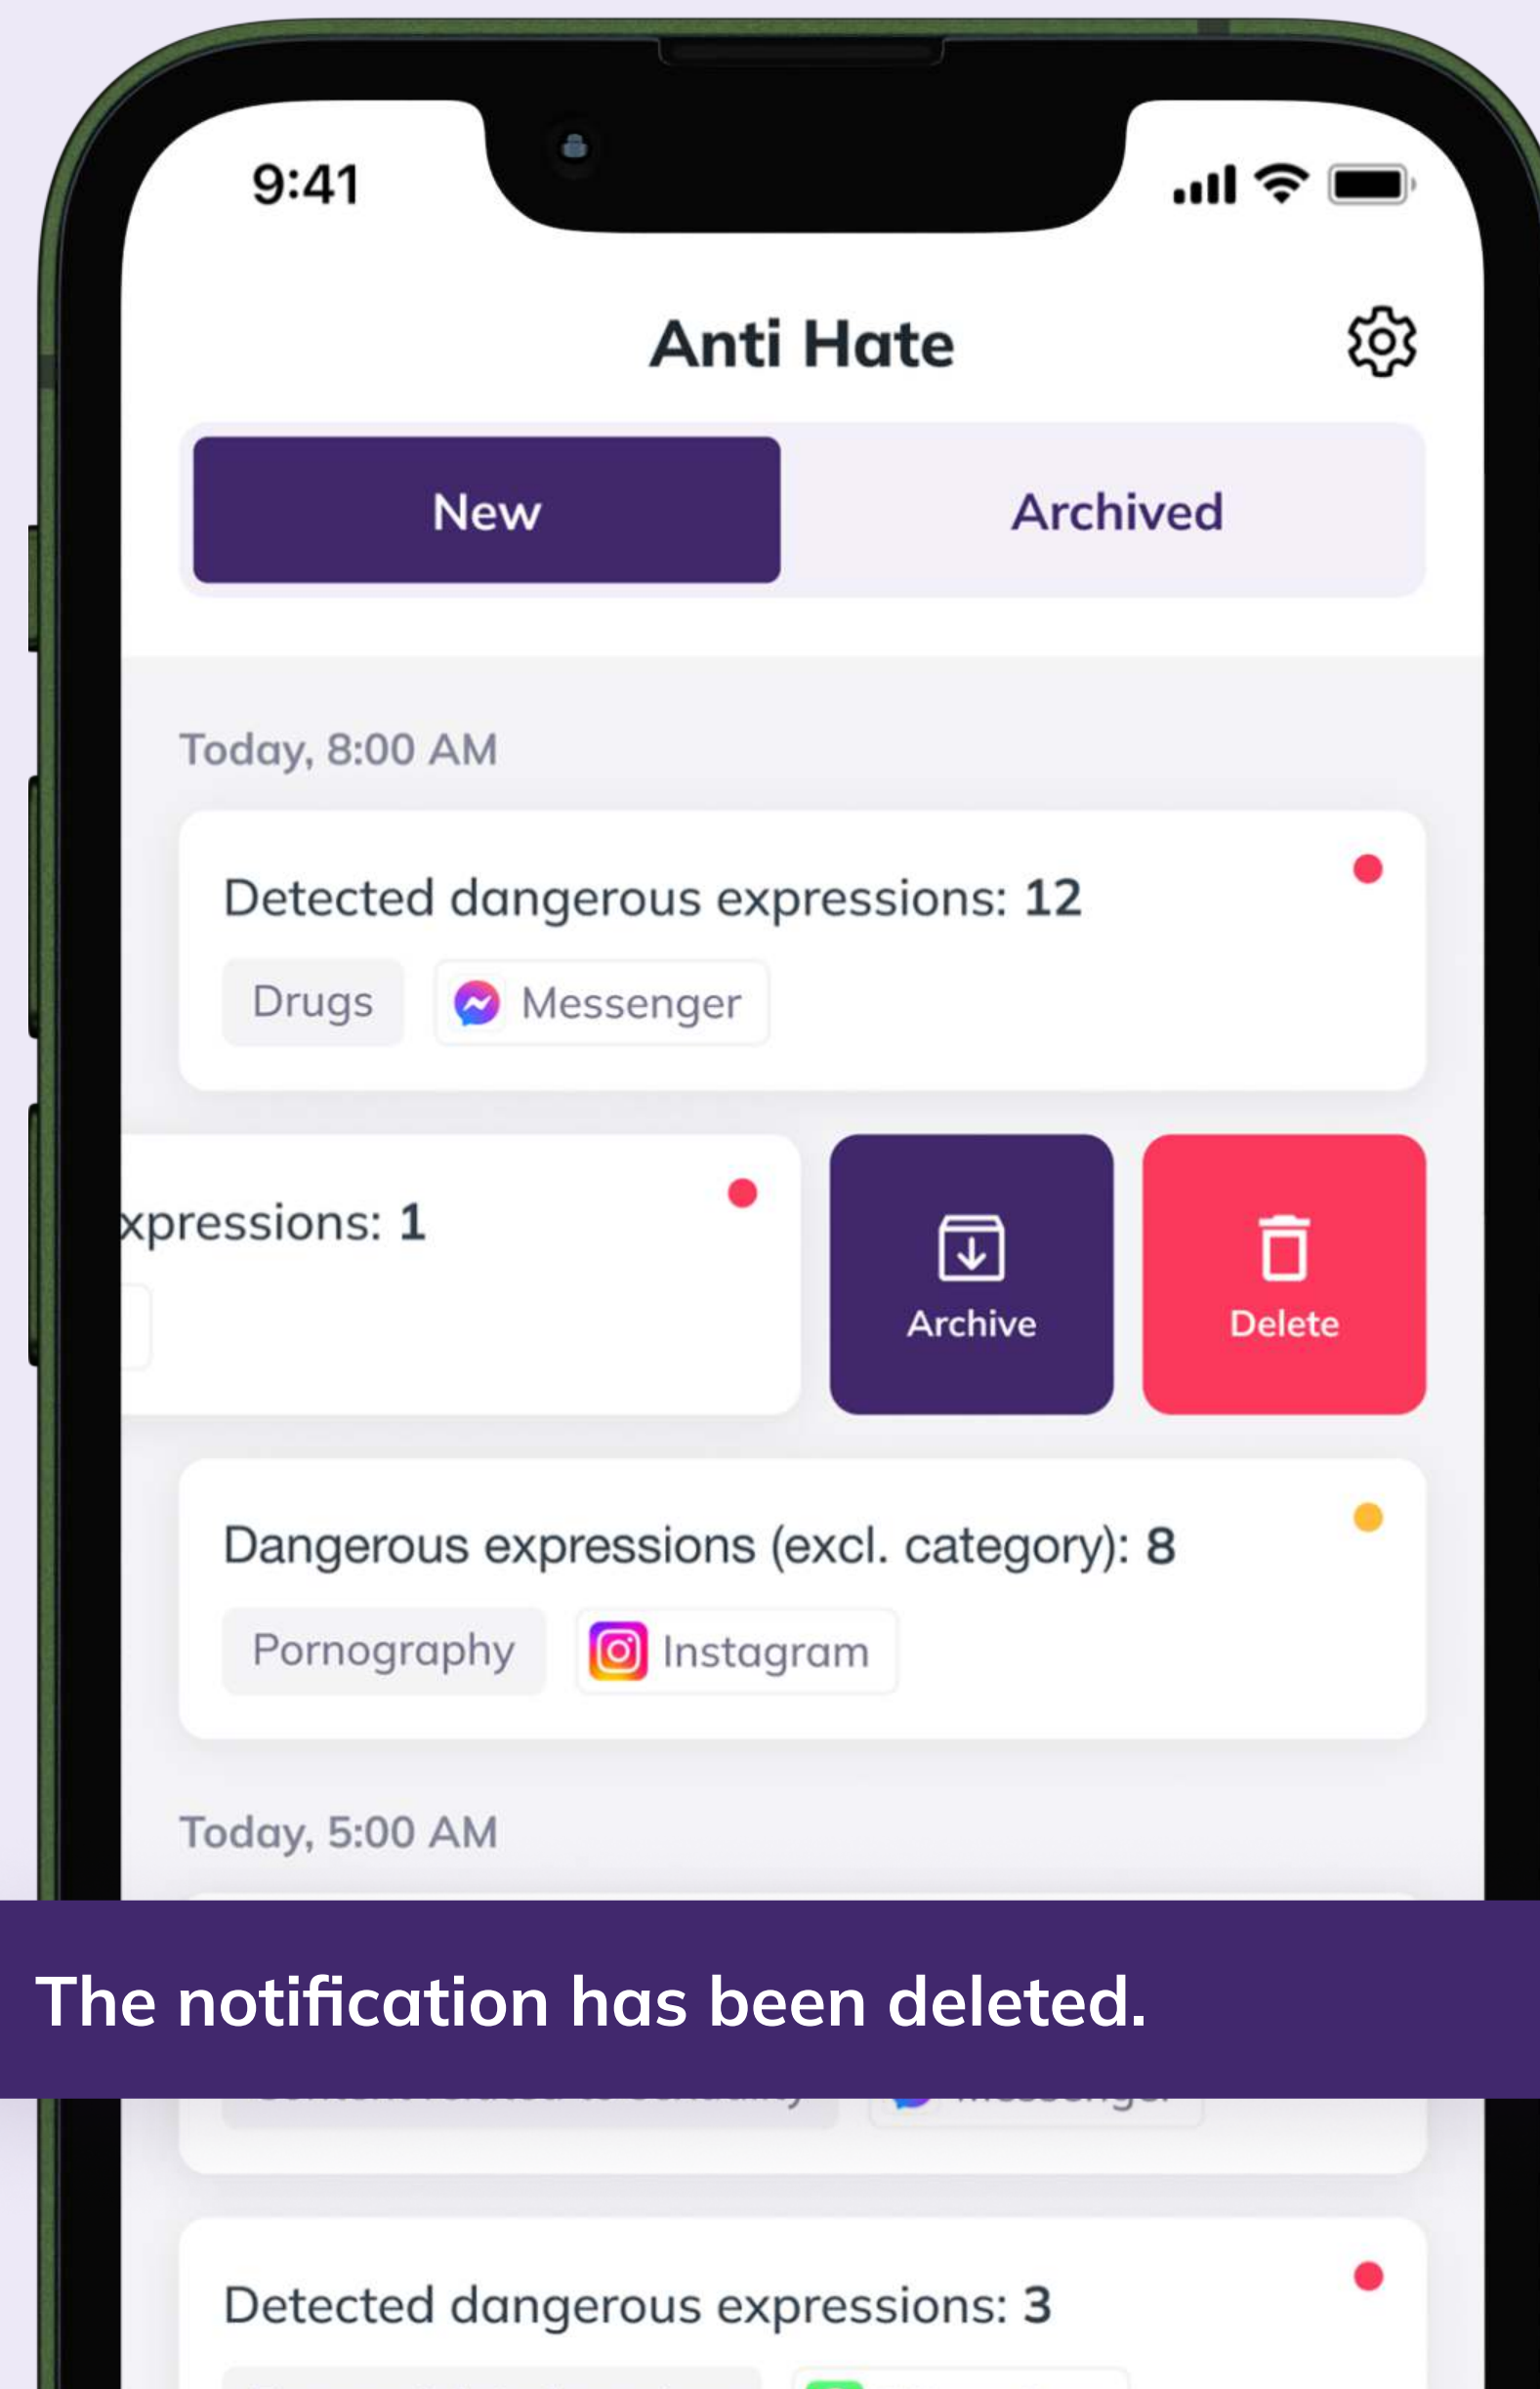 9:41
Anti Hate
New
Archived
Today, 8:00 AM
Detected dangerous expressions: 12
Drugs
Messenger
xpressions: 1
Archive
Delete
Dangerous expressions (excl. category): 8
Pornography
Instagram
Today, 5:00 AM
The notification has been deleted.
Messenger
Detected dangerous expressions: 3